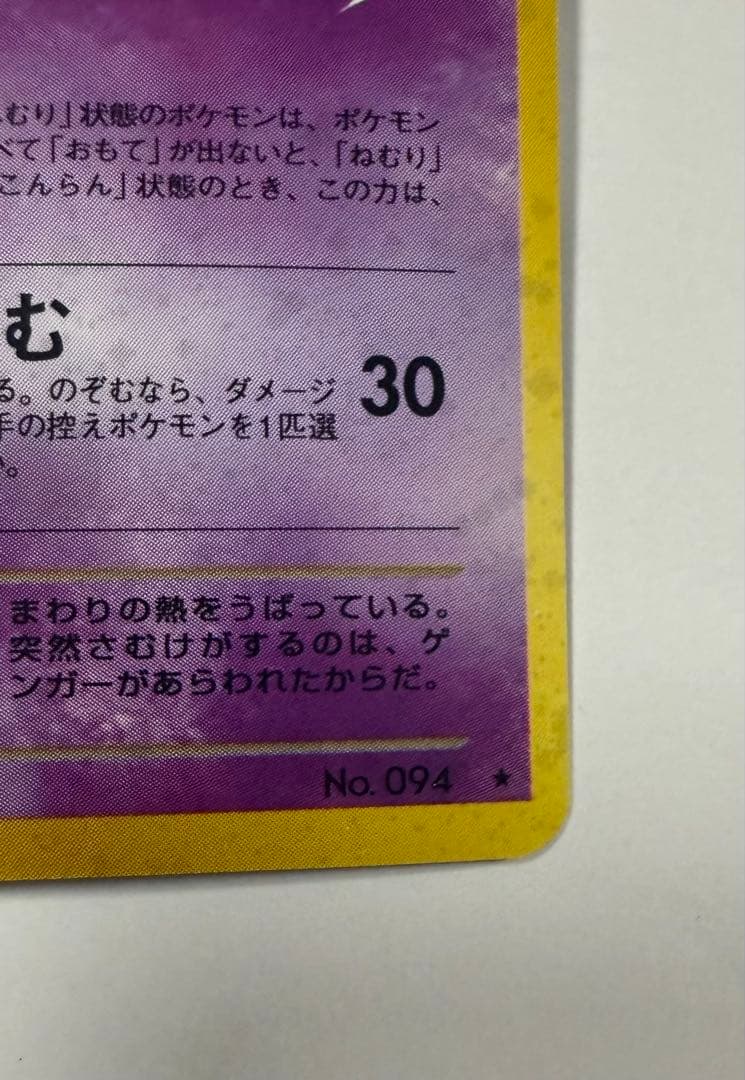 むり」状態のポケモンは、ポケモン
べて「おもて」が出ないと、「ねむり」
こんらん」状態のとき、この力は、
む
る。のぞむなら、ダメージ
30
手の控えポケモンを1匹選
い。
まわりの熱をうばっている。
突然さむけがするのは、ゲ
ンガーがあらわれたからだ。
No. 094 ★